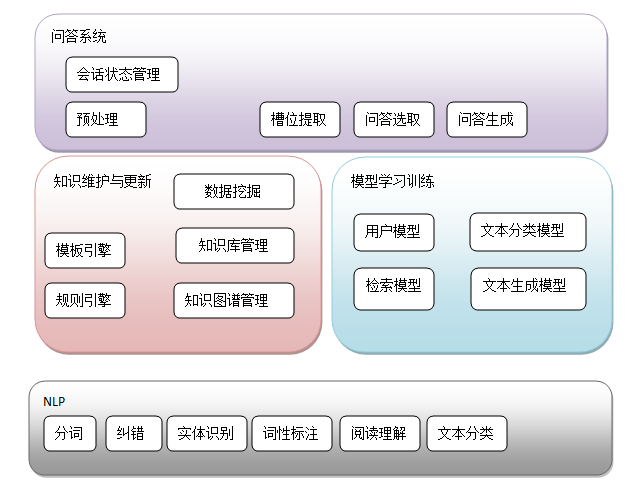 问答系统
会话状态管理
预处理
槽位提取
问答选取
问答生成
知识维护与更新
数据挖掘
模板引擎
知识库管理
规则引擎
知识图谱管理
模型学习训练
用户模型
文本分类模型
检索模型
文本生成模型
NLP
分词
纠错
实体识别
词性标注
阅读理解
文本分类